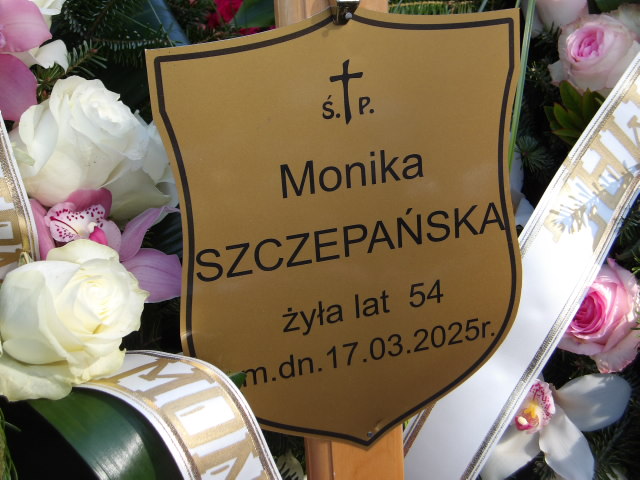 Ś. P.
Monika
SZCZEPAŃSKA
żyła lat 54
m.dn.17.03.2025r.